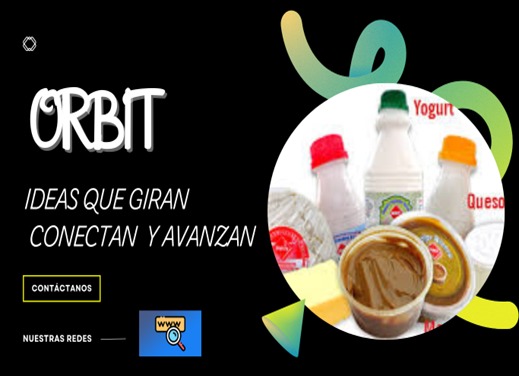 ORBIT
IDEAS QUE GIRAN
CONECTAN Y AVANZAN
CONTÁCTANOS
NUESTRAS REDES
WWW
Yogurt
Queso